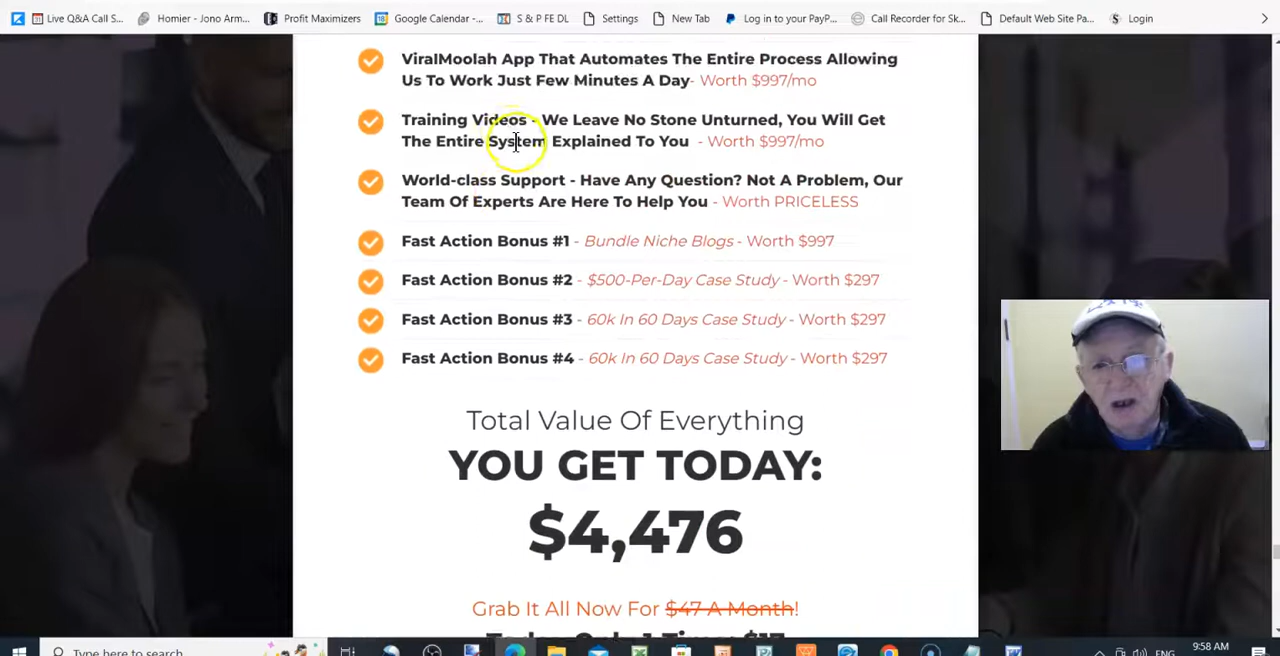 Live Q&A Call S...
Homier - Jono Arm...
Profit Maximizers
Google Calendar -...
S & P FE DL
Settings
New Tab
Log in to your PayP...
Call Recorder for Sk...
Default Web Site Pa...
Login
ViralMoolah App That Automates The Entire Process Allowing
Us To Work Just Few Minutes A Day- Worth $997/mo
Training Videos - We Leave No Stone Unturned, You Will Get
The Entire System Explained To You - Worth $997/mo
World-class Support - Have Any Question? Not A Problem, Our
Team Of Experts Are Here To Help You - Worth PRICELESS
Fast Action Bonus #1 - Bundle Niche Blogs - Worth $997
Fast Action Bonus #2 - $500-Per-Day Case Study - Worth $297
Fast Action Bonus #3 - 60k In 60 Days Case Study - Worth $297
Fast Action Bonus #4 - 60k In 60 Days Case Study - Worth $297
Total Value Of Everything
YOU GET TODAY:
$4,476
Grab It All Now For $47 A Month!
Type here to search
ENG
9:58 AM